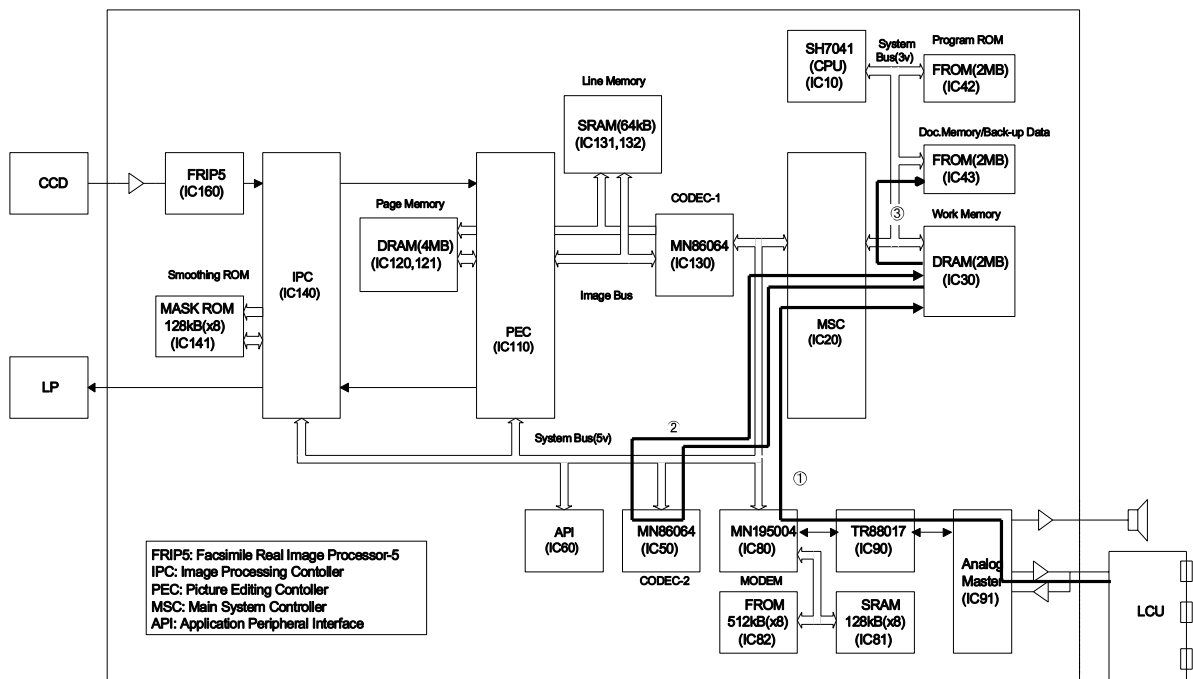 SH7041
(CPU)
(IC10)
System
Bus(3v)
Program ROM
FROM(2MB)
(IC42)
Line Memory
SRAM(64kB)
(IC131,132)
Doc.Memory/Back-up Data
FROM(2MB)
(IC43)
CCD
FRIP5
(IC160)
Page Memory
DRAM(4MB)
(IC120,121)
CODEC-1
MN86064
(IC130)
③
Work Memory
DRAM(2MB)
(IC30)
Smoothing ROM
MASK ROM
128kB(x8)
(IC141)
IPC
(IC140)
Image Bus
PEC
(IC110)
MSC
(IC20)
LP
System Bus(5v)
②
①
API
(IC60)
MN86064
(IC50)
CODEC-2
MN195004
(IC80)
MODEM
TR88017
(IC90)
Analog
Master
(IC91)
FROM
512kB(x8)
(IC82)
SRAM
128kB(x8)
(IC81)
LCU
FRIP5: Facsimile Real Image Processor-5
IPC: Image Processing Contoller
PEC: Picture Editing Contoller
MSC: Main System Controller
API: Application Peripheral Interface